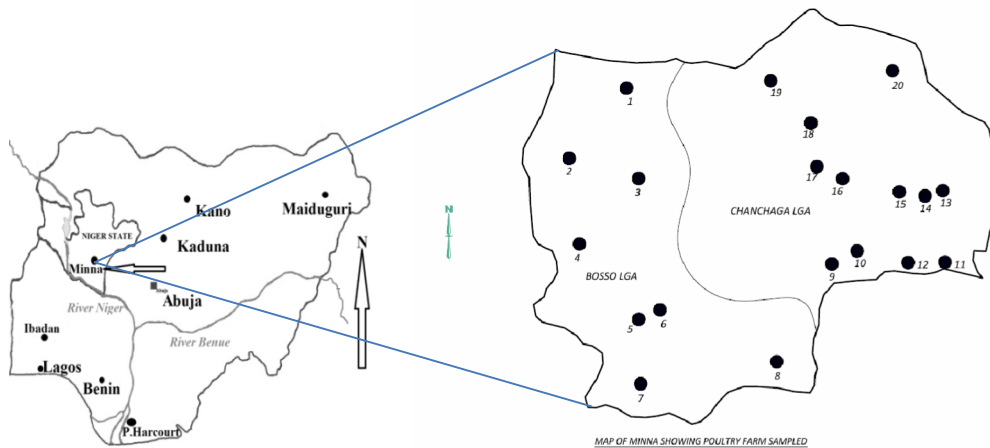 Kano
Maiduguri
NIGER STATE
Kaduna
Minna
Abuja
River Niger
Ibadan
River Benue
Lagos
Benin
P.Harcourt
N
N
1
2
3
4
BOSSO LGA
5
6
7
8
19
20
18
17
16
CHANCHAGA LGA
15
14
13
9
10
12
11
MAP OF MINNA SHOWING POULTRY FARM SAMPLED